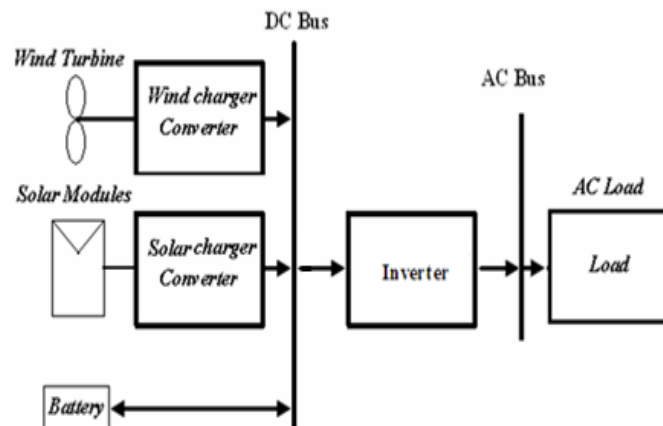 DC Bus
Wind Turbine
Wind charger
Converter
AC Bus
Solar Modules
AC Load
Solar charger
Converter
Inverter
Load
Battery